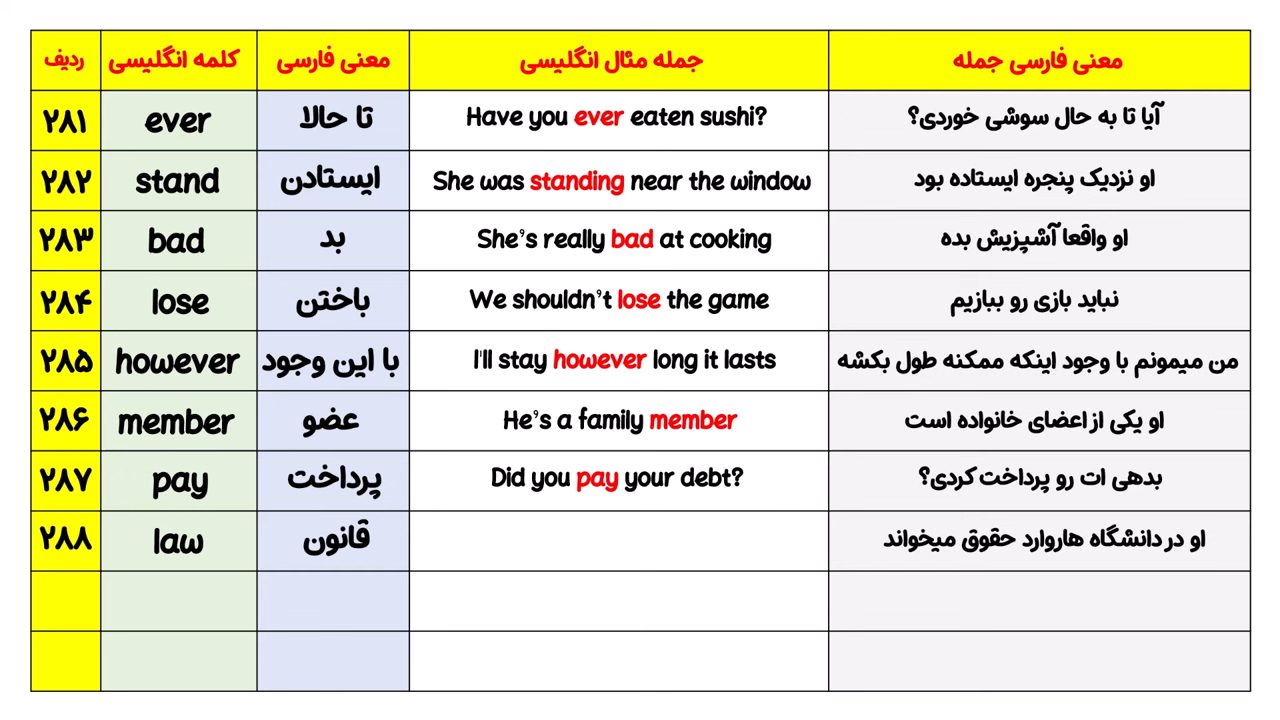 ردیف کلمه انگلیسی معنی فارسی جمله مثال انگلیسی معنی فارسی جمله
۲۸۱ ever تا حالا Have you ever eaten sushi? آیا تا به حال سوشی خوردی؟
۲۸۲ stand ایستادن She was standing near the window او نزدیک پنجره ایستاده بود
۲۸۳ bad بد She's really bad at cooking او واقعا آشپزیش بده
۲۸۴ lose باختن We shouldn't lose the game نباید بازی رو ببازیم
۲۸۵ however با این وجود I'll stay however long it lasts من میمونم با وجود اینکه ممکنه طول بکشه
۲۸۶ member عضو He's a family member او یکی از اعضای خانواده است
۲۸۷ pay پرداخت Did you pay your debt? بدهی ات رو پرداخت کردی؟
۲۸۸ law قانون او در دانشگاه هاروارد حقوق میخواند